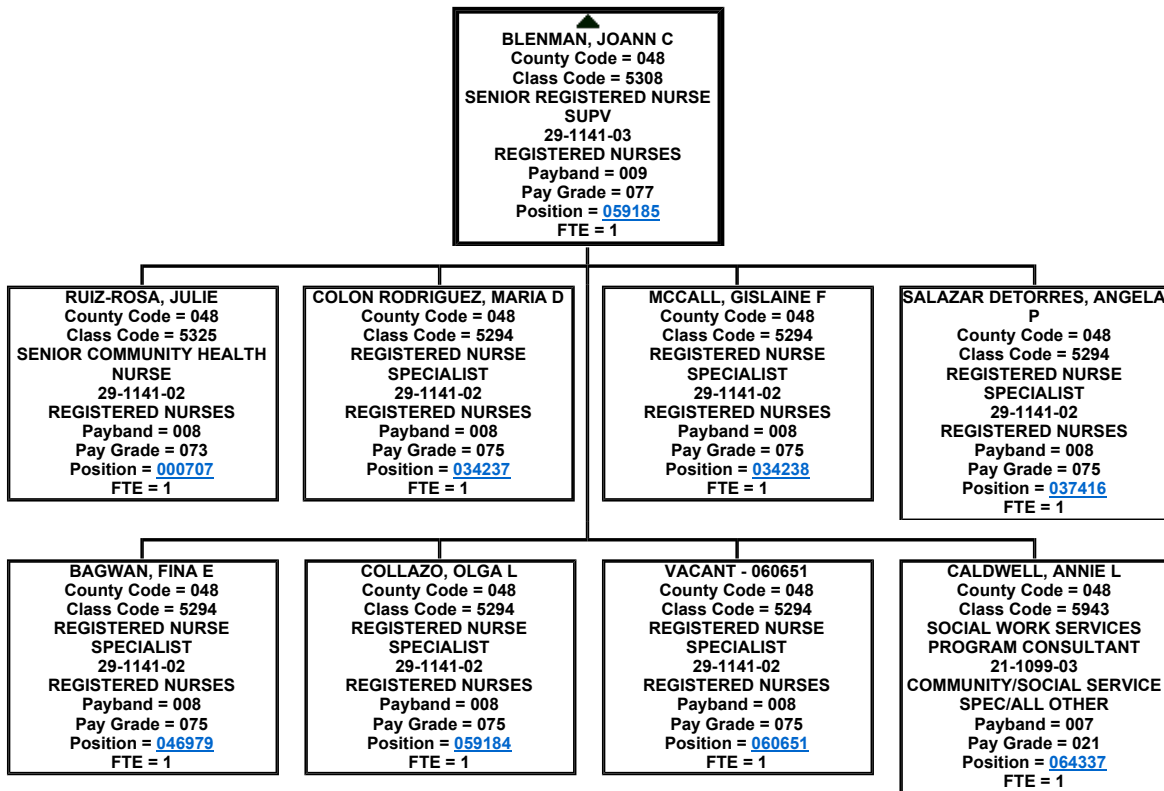 BLENMAN, JOANN C
County Code = 048
Class Code = 5308
SENIOR REGISTERED NURSE
SUPV
29-1141-03
REGISTERED NURSES
Payband = 009
Pay Grade = 077
Position = 059185
FTE = 1
RUIZ-ROSA, JULIE
County Code = 048
Class Code = 5325
SENIOR COMMUNITY HEALTH
NURSE
29-1141-02
REGISTERED NURSES
Payband = 008
Pay Grade = 073
Position = 000707
FTE = 1
COLON RODRIGUEZ, MARIA D
County Code = 048
Class Code = 5294
REGISTERED NURSE
SPECIALIST
29-1141-02
REGISTERED NURSES
Payband = 008
Pay Grade = 075
Position = 034237
FTE = 1
MCCALL, GISLAINE F
County Code = 048
Class Code = 5294
REGISTERED NURSE
SPECIALIST
29-1141-02
REGISTERED NURSES
Payband = 008
Pay Grade = 075
Position = 034238
FTE = 1
SALAZAR DETORRES, ANGELA
P
County Code = 048
Class Code = 5294
REGISTERED NURSE
SPECIALIST
29-1141-02
REGISTERED NURSES
Payband = 008
Pay Grade = 075
Position = 037416
FTE = 1
BAGWAN, FINA E
County Code = 048
Class Code = 5294
REGISTERED NURSE
SPECIALIST
29-1141-02
REGISTERED NURSES
Payband = 008
Pay Grade = 075
Position = 046979
FTE = 1
COLLAZO, OLGA L
County Code = 048
Class Code = 5294
REGISTERED NURSE
SPECIALIST
29-1141-02
REGISTERED NURSES
Payband = 008
Pay Grade = 075
Position = 059184
FTE = 1
VACANT - 060651
County Code = 048
Class Code = 5294
REGISTERED NURSE
SPECIALIST
29-1141-02
REGISTERED NURSES
Payband = 008
Pay Grade = 075
Position = 060651
FTE = 1
CALDWELL, ANNIE L
County Code = 048
Class Code = 5943
SOCIAL WORK SERVICES
PROGRAM CONSULTANT
21-1099-03
COMMUNITY/SOCIAL SERVICE
SPEC/ALL OTHER
Payband = 007
Pay Grade = 021
Position = 064337
FTE = 1